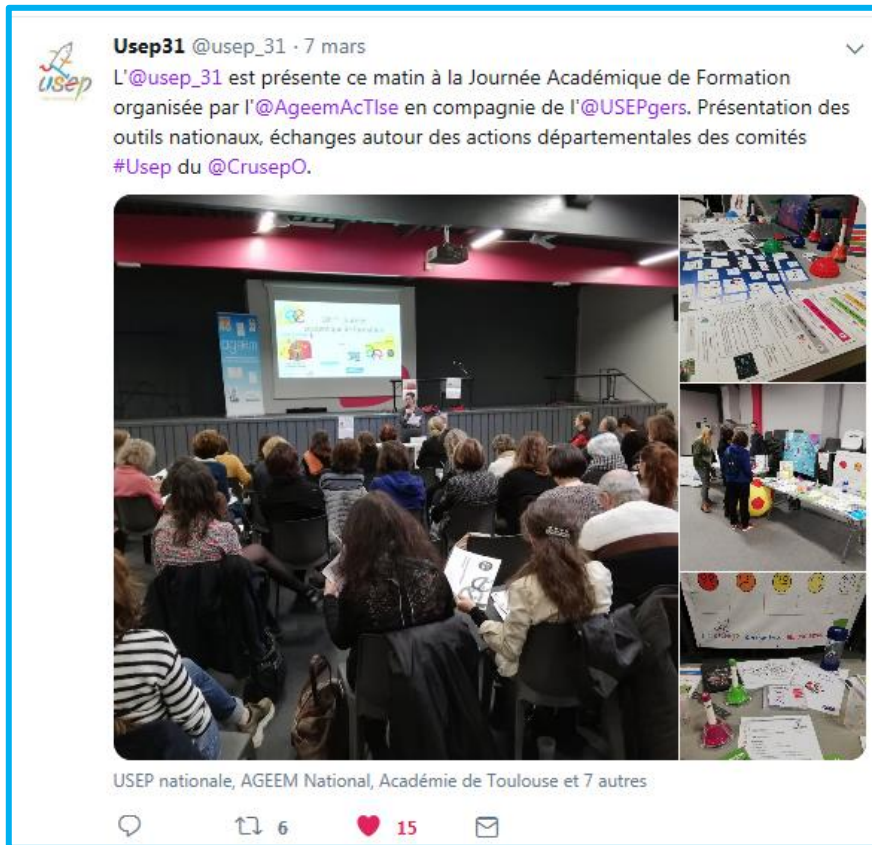 usep
Usep31 @usep_31 · 7 mars
L'@usep_31 est présente ce matin à la Journée Académique de Formation
organisée par l'@AgeemAcTlse en compagnie de l'@USEPgers. Présentation des
outils nationaux, échanges autour des actions départementales des comités
#Usep du @CrusepO.
ageem
USEP nationale, AGEEM National, Académie de Toulouse et 7 autres
6
15